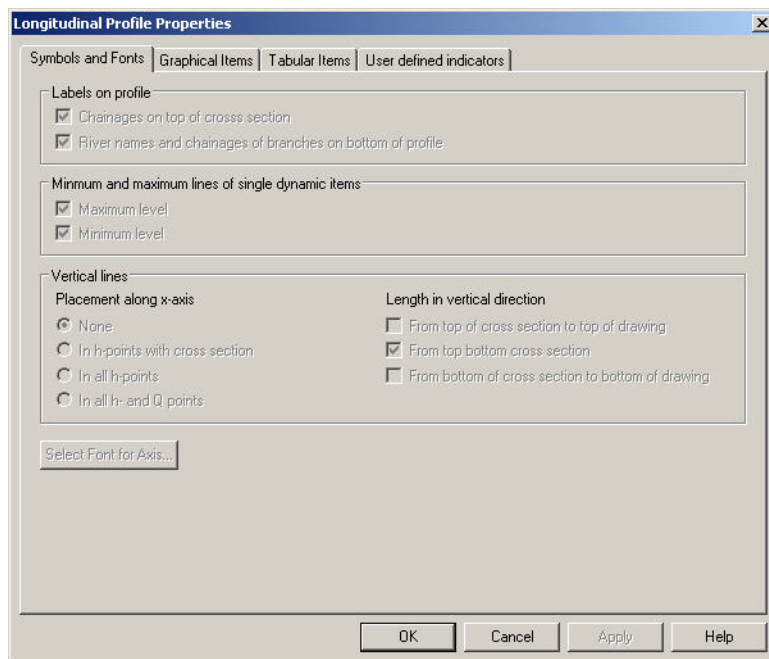 Longitudinal Profile Properties
Symbols and Fonts Graphical Items Tabular Items User defined indicators
Labels on profile
Chainages on top of crosss section
River names and chainages of branches on bottom of profile
Minmum and maximum lines of single dynamic items
Maximum level
Minimum level
Vertical lines
Placement along x-axis
None
In h-points with cross section
In all h-points
In all h- and Q points
Length in vertical direction
From top of cross section to top of drawing
From top bottom cross section
From bottom of cross section to bottom of drawing
Select Font for Axis...
OK Cancel Apply Help